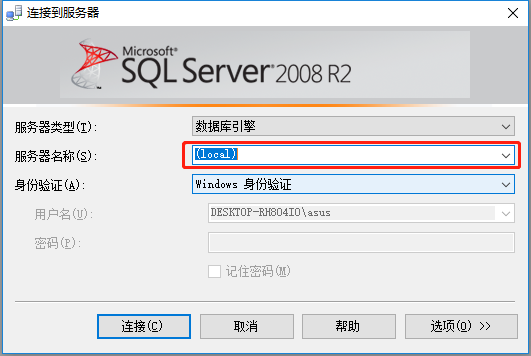 连接到服务器
Microsoft®
SQL Server® 2008 R2
服务器类型(T):
数据库引擎
服务器名称(S):
(local)
身份验证(A):
Windows 身份验证
用户名(U):
DESKTOP-RH804IO\asus
密码(P):
记住密码(M)
连接(C)
取消
帮助
选项(O) >>